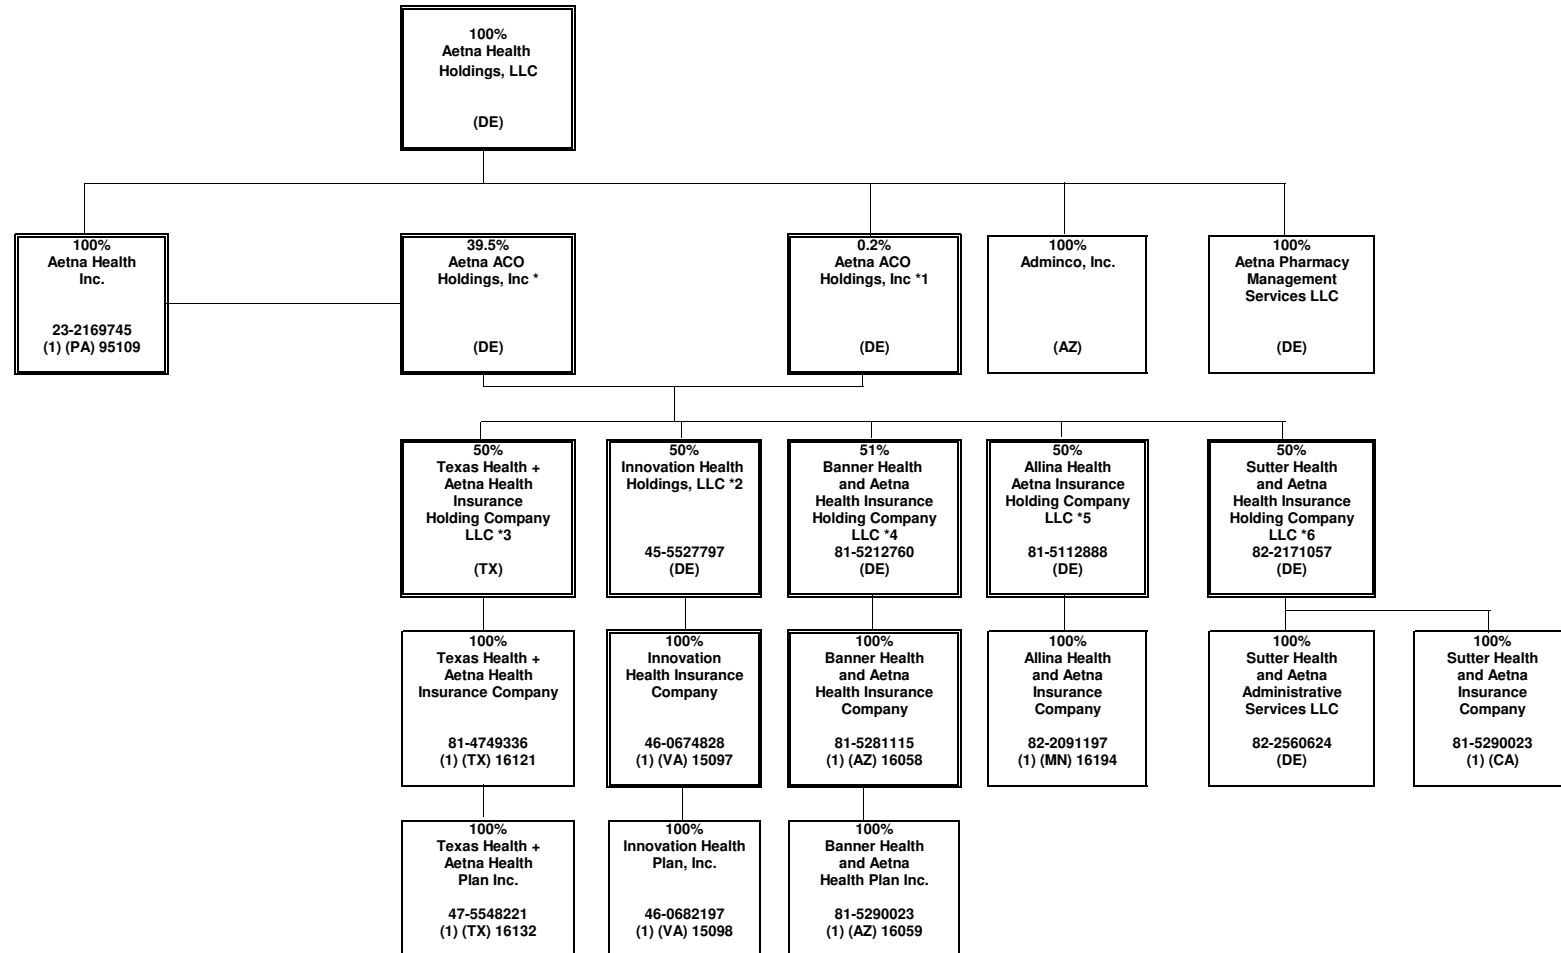 100%
Aetna Health
Holdings, LLC
(DE)
100%
Aetna Health
Inc.
23-2169745
(1) (PA) 95109
39.5%
Aetna ACO
Holdings, Inc *
(DE)
0.2%
Aetna ACO
Holdings, Inc *1
(DE)
100%
Adminco, Inc.
(AZ)
100%
Aetna Pharmacy
Management
Services LLC
(DE)
50%
Texas Health +
Aetna Health
Insurance
Holding Company
LLC *3
(TX)
50%
Innovation Health
Holdings, LLC *2
45-5527797
(DE)
51%
Banner Health
and Aetna
Health Insurance
Holding Company
LLC *4
81-5212760
(DE)
50%
Allina Health
Aetna Insurance
Holding Company
LLC *5
81-5112888
(DE)
50%
Sutter Health
and Aetna
Health Insurance
Holding Company
LLC *6
82-2171057
(DE)
100%
Texas Health +
Aetna Health
Insurance Company
81-4749336
(1) (TX) 16121
100%
Innovation
Health Insurance
Company
46-0674828
(1) (VA) 15097
100%
Banner Health
and Aetna
Health Insurance
Company
81-5281115
(1) (AZ) 16058
100%
Allina Health
and Aetna
Insurance
Company
82-2091197
(1) (MN) 16194
100%
Sutter Health
and Aetna
Administrative
Services LLC
82-2560624
(DE)
100%
Sutter Health
and Aetna
Insurance
Company
81-5290023
(1) (CA)
100%
Texas Health +
Aetna Health
Plan Inc.
47-5548221
(1) (TX) 16132
100%
Innovation Health
Plan, Inc.
46-0682197
(1) (VA) 15098
100%
Banner Health
and Aetna
Health Plan Inc.
81-5290023
(1) (AZ) 16059